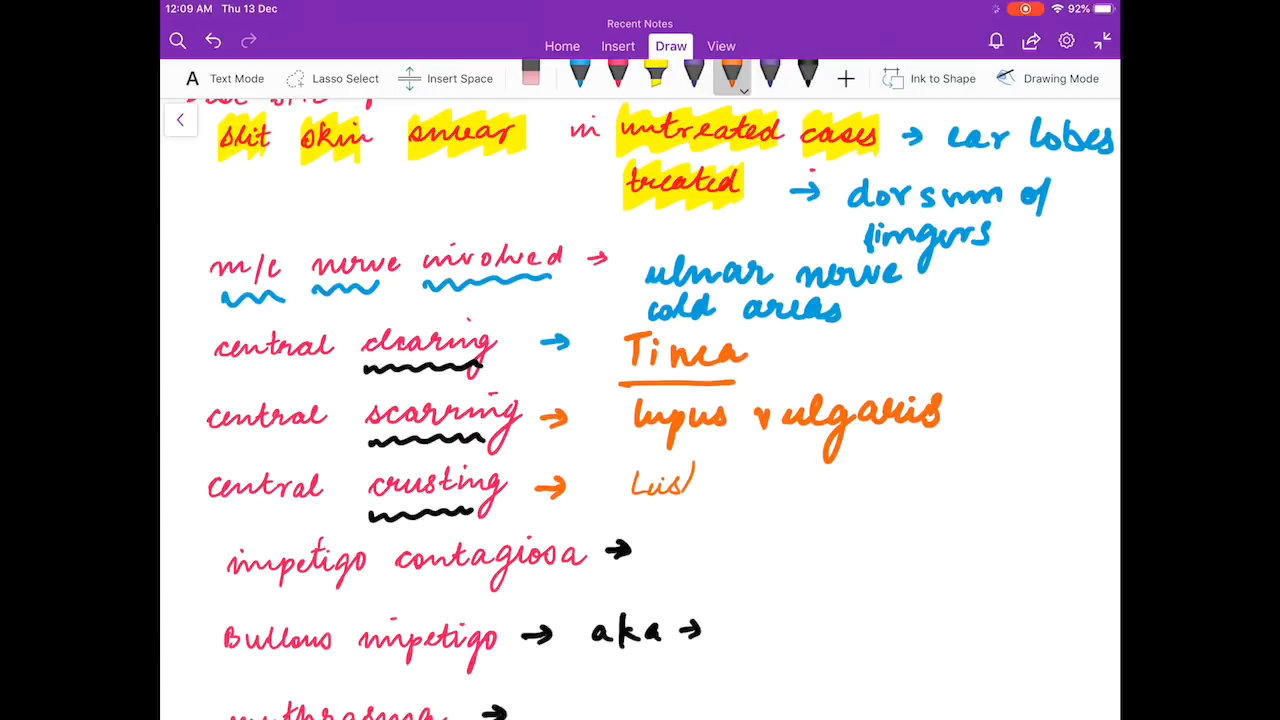 12:09 AM Thu 13 Dec
92%
Recent Notes
Home Insert Draw View
A Text Mode Lasso Select Insert Space Ink to Shape Drawing Mode
slit skin smear in untreated cases → ear lobes
treated → dorsum of
fingers
m/c nerve involved → ulnar nerve
cold areas
central clearing → Tinea
central scarring → lupus vulgaris
central crusting → Leis
impetigo contagiosa →
Bullous impetigo → aka →